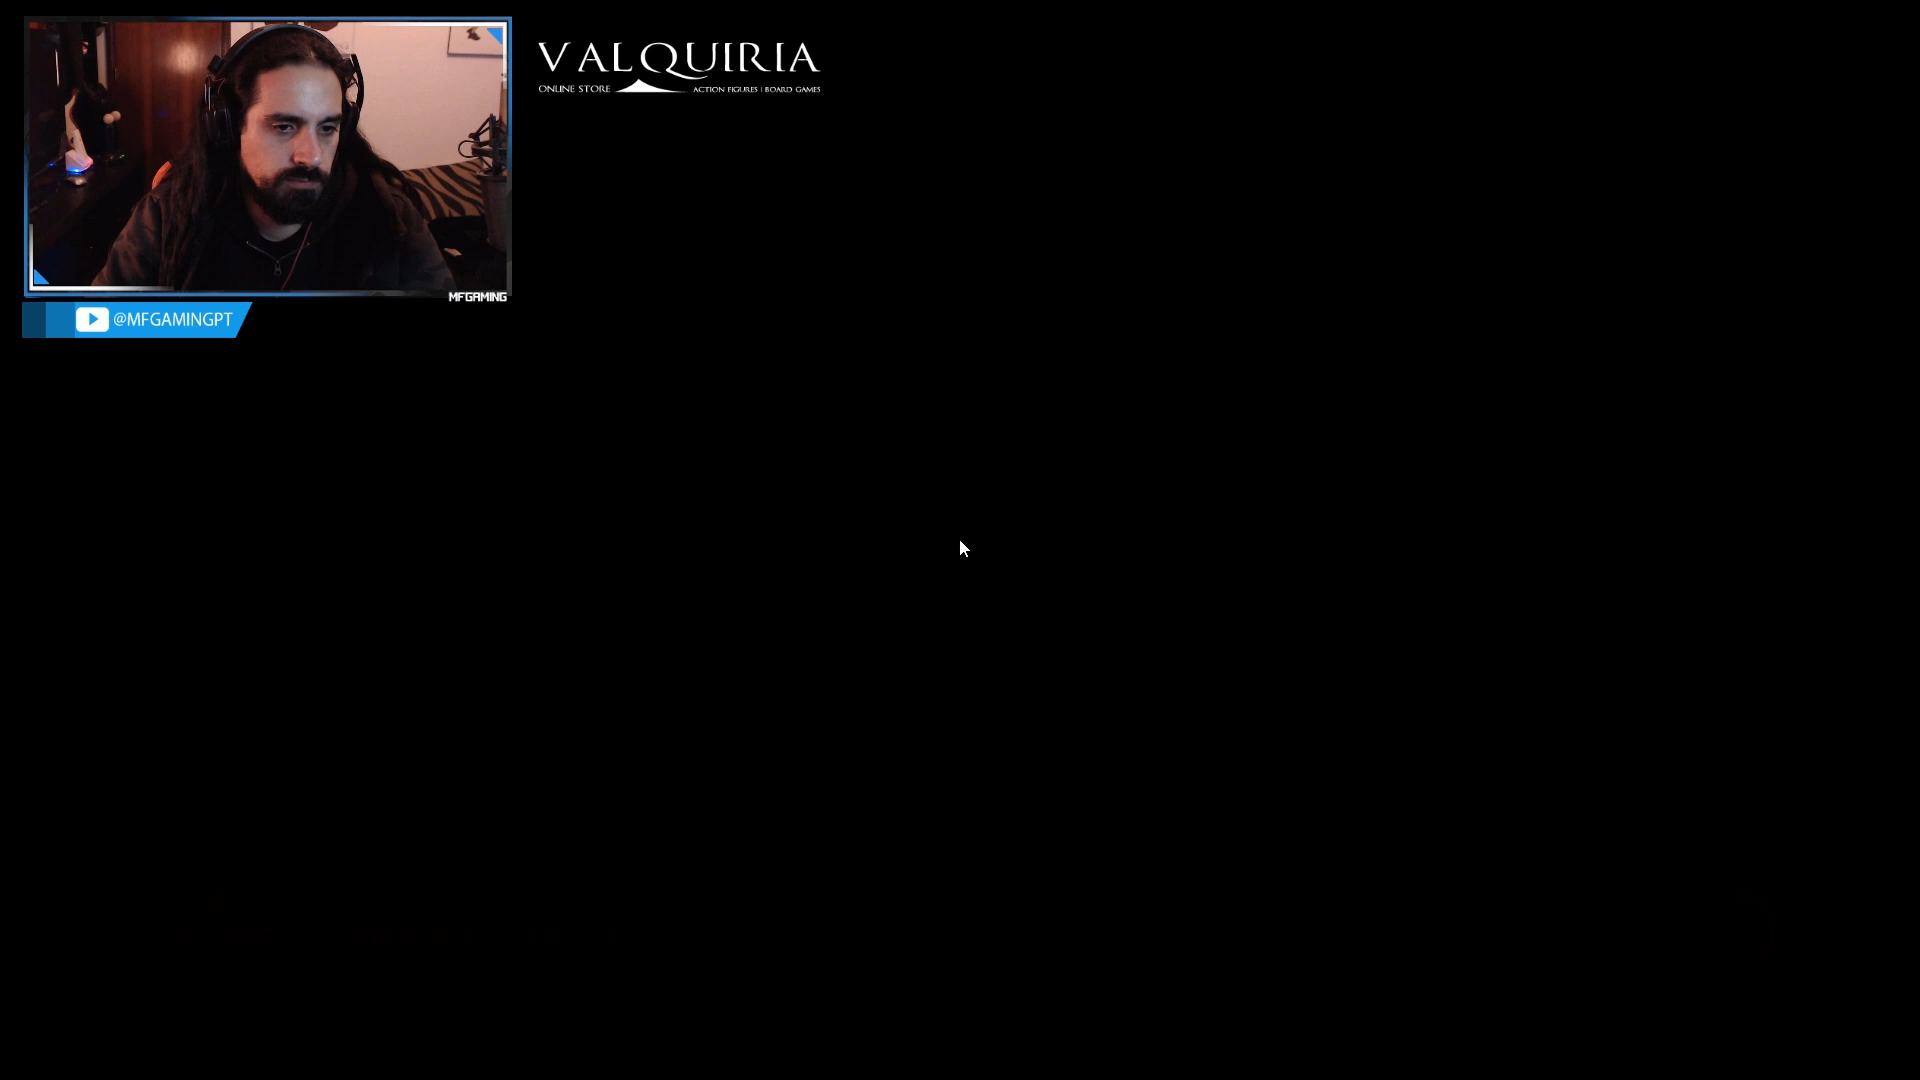 VALQUIRIA
ONLINE STORE ACTION FIGURES | BOARD GAMES
MFGAMING
@MFGAMINGPT